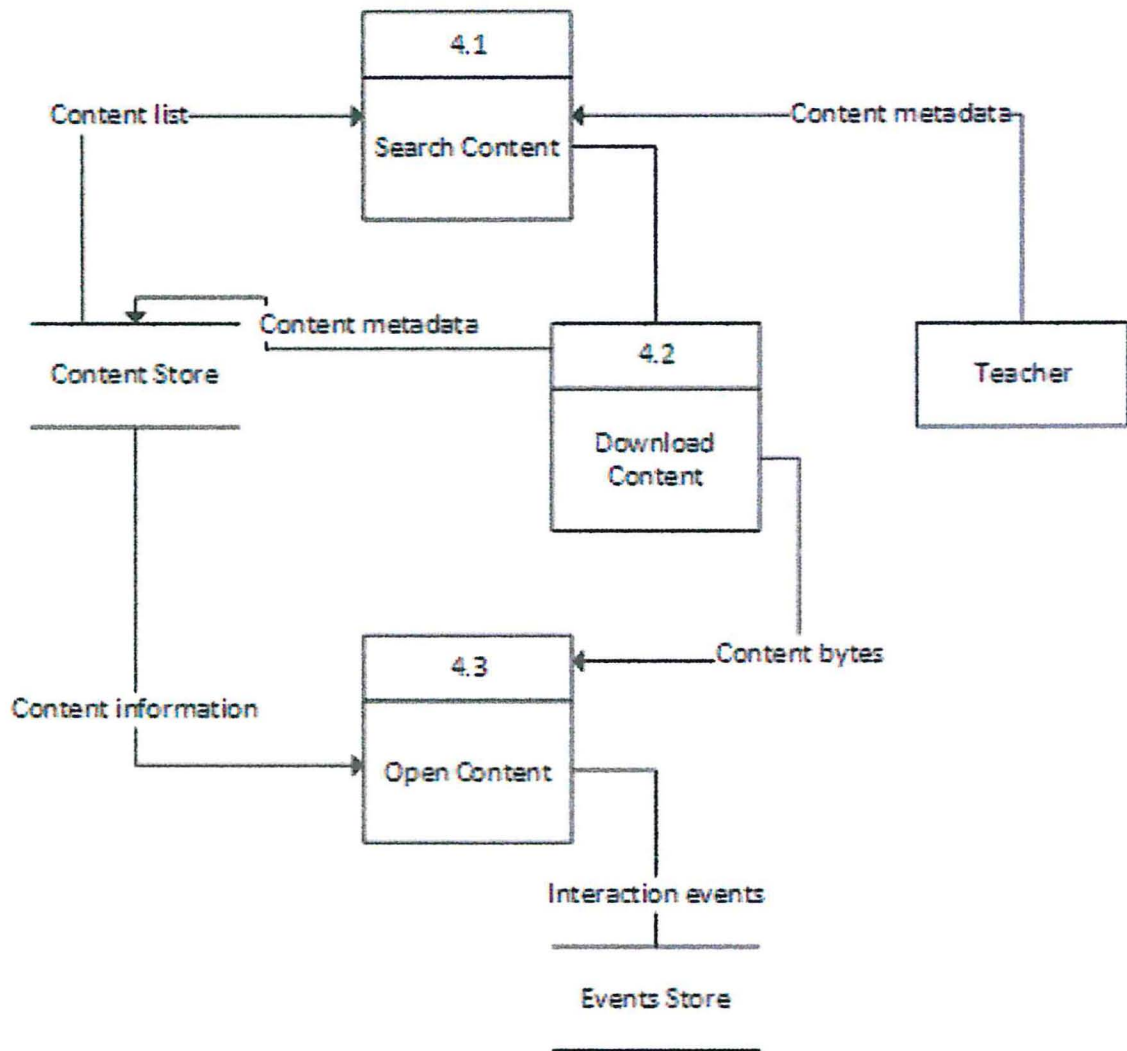 4.1
Content list
Content metadata
Search Content
Content metadata
4.2
Content Store
Teacher
Download
Content
Content bytes
4.3
Content information
Open Content
Interaction events
Events Store